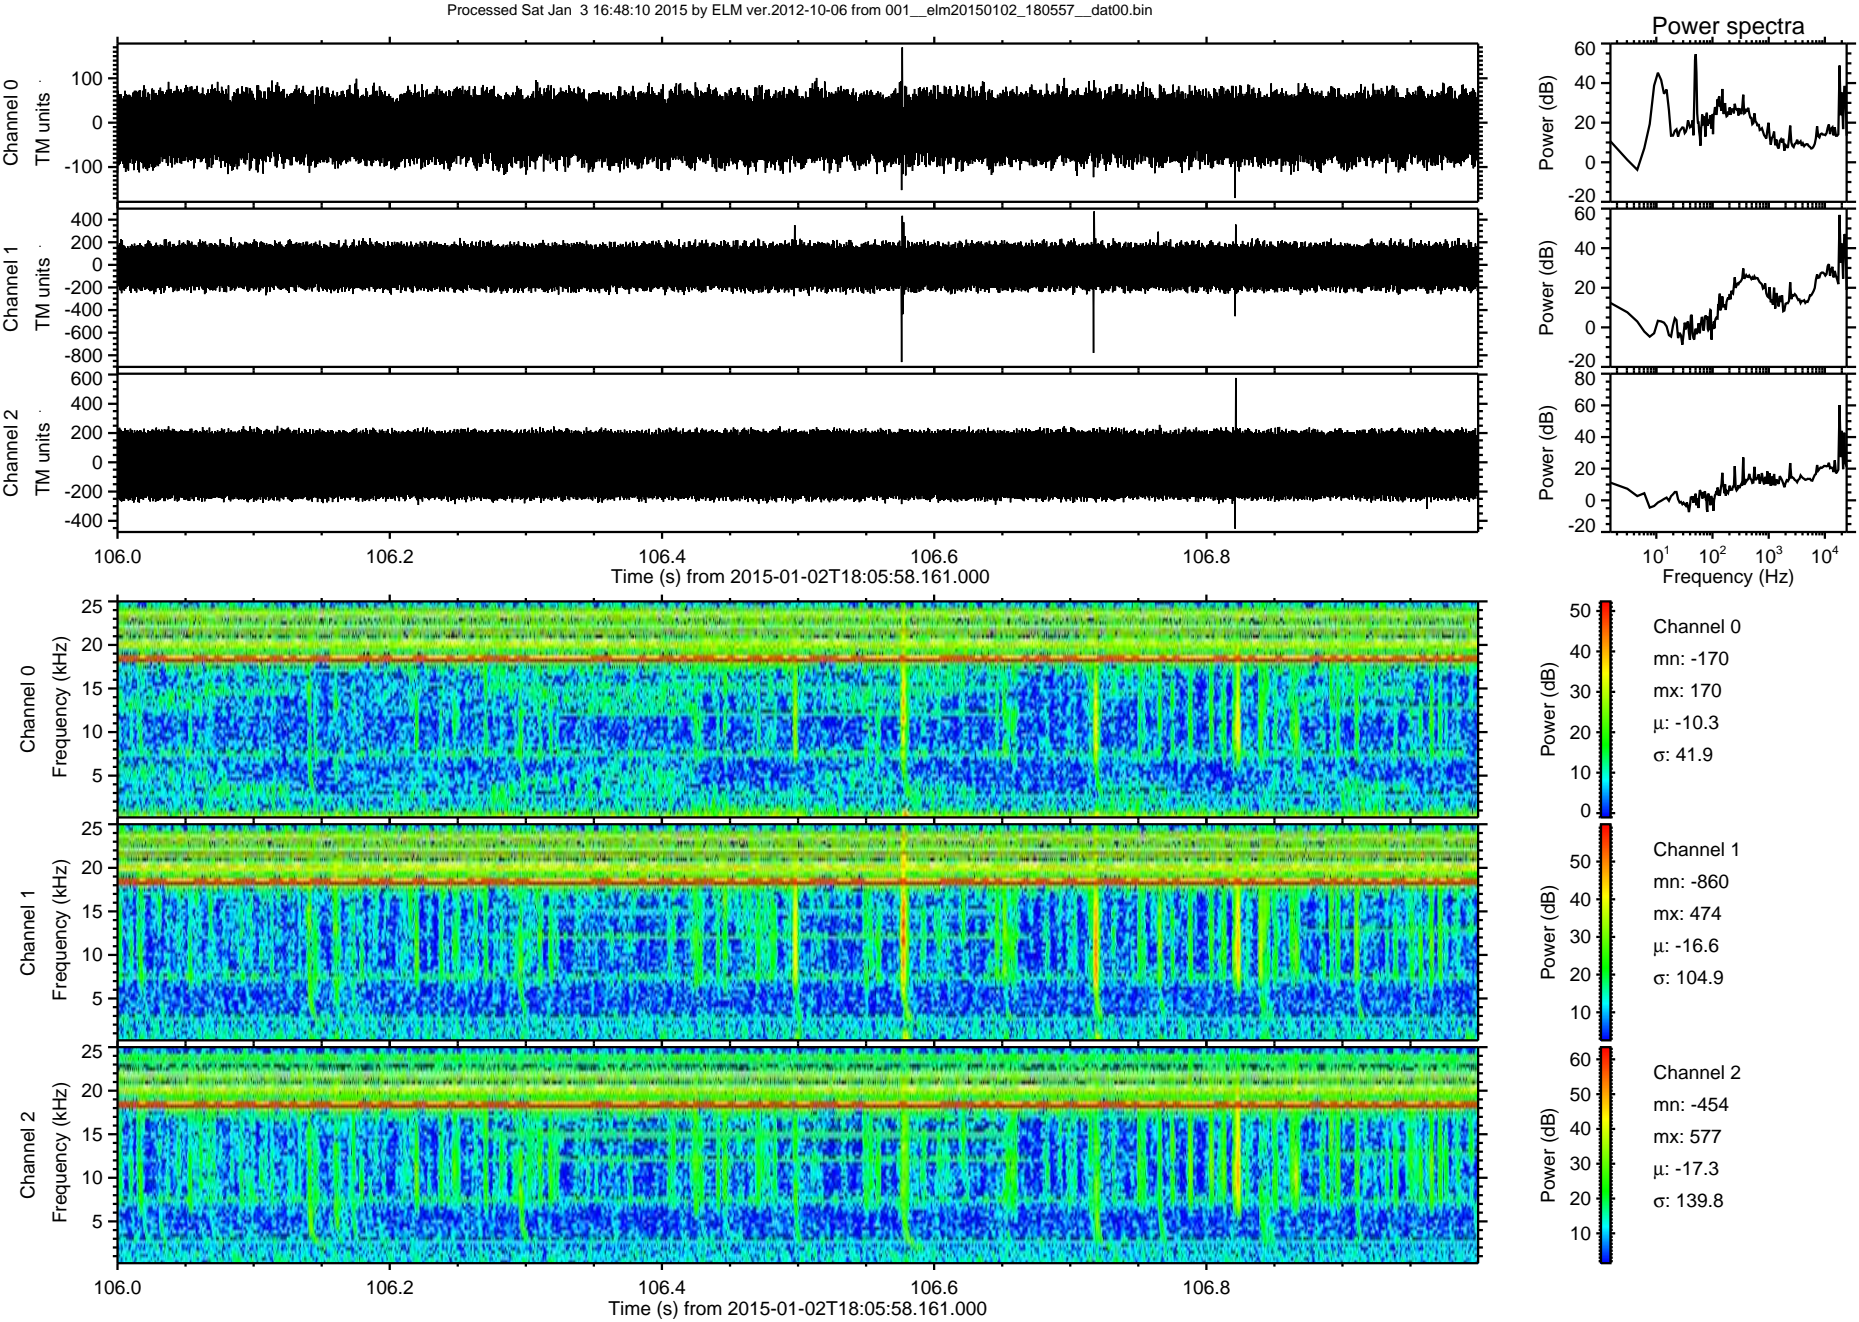 Processed Sat Jan  3 16:48:10 2015 by ELM ver.2012-10-06 from 001__elm20150102_180557__dat00.bin
Power spectra
Channel 0
TM units
100
0
-100
Power (dB)
60
40
20
0
-20
Channel 1
TM units
400
200
0
-200
-400
-600
-800
Power (dB)
60
40
20
0
-20
Channel 2
TM units
600
400
200
0
-200
-400
Power (dB)
80
60
40
20
0
-20
106.0 106.2 106.4 106.6 106.8
Time (s) from 2015-01-02T18:05:58.161.000
10¹ 10² 10³ 10⁴
Frequency (Hz)
Channel 0
Frequency (kHz)
25
20
15
10
5
Power (dB)
50
40
30
20
10
0
Channel 0
mn: -170
mx: 170
μ: -10.3
σ: 41.9
Channel 1
Frequency (kHz)
25
20
15
10
5
Power (dB)
50
40
30
20
10
Channel 1
mn: -860
mx: 474
μ: -16.6
σ: 104.9
Channel 2
Frequency (kHz)
25
20
15
10
5
Power (dB)
60
50
40
30
20
10
Channel 2
mn: -454
mx: 577
μ: -17.3
σ: 139.8
106.0 106.2 106.4 106.6 106.8
Time (s) from 2015-01-02T18:05:58.161.000